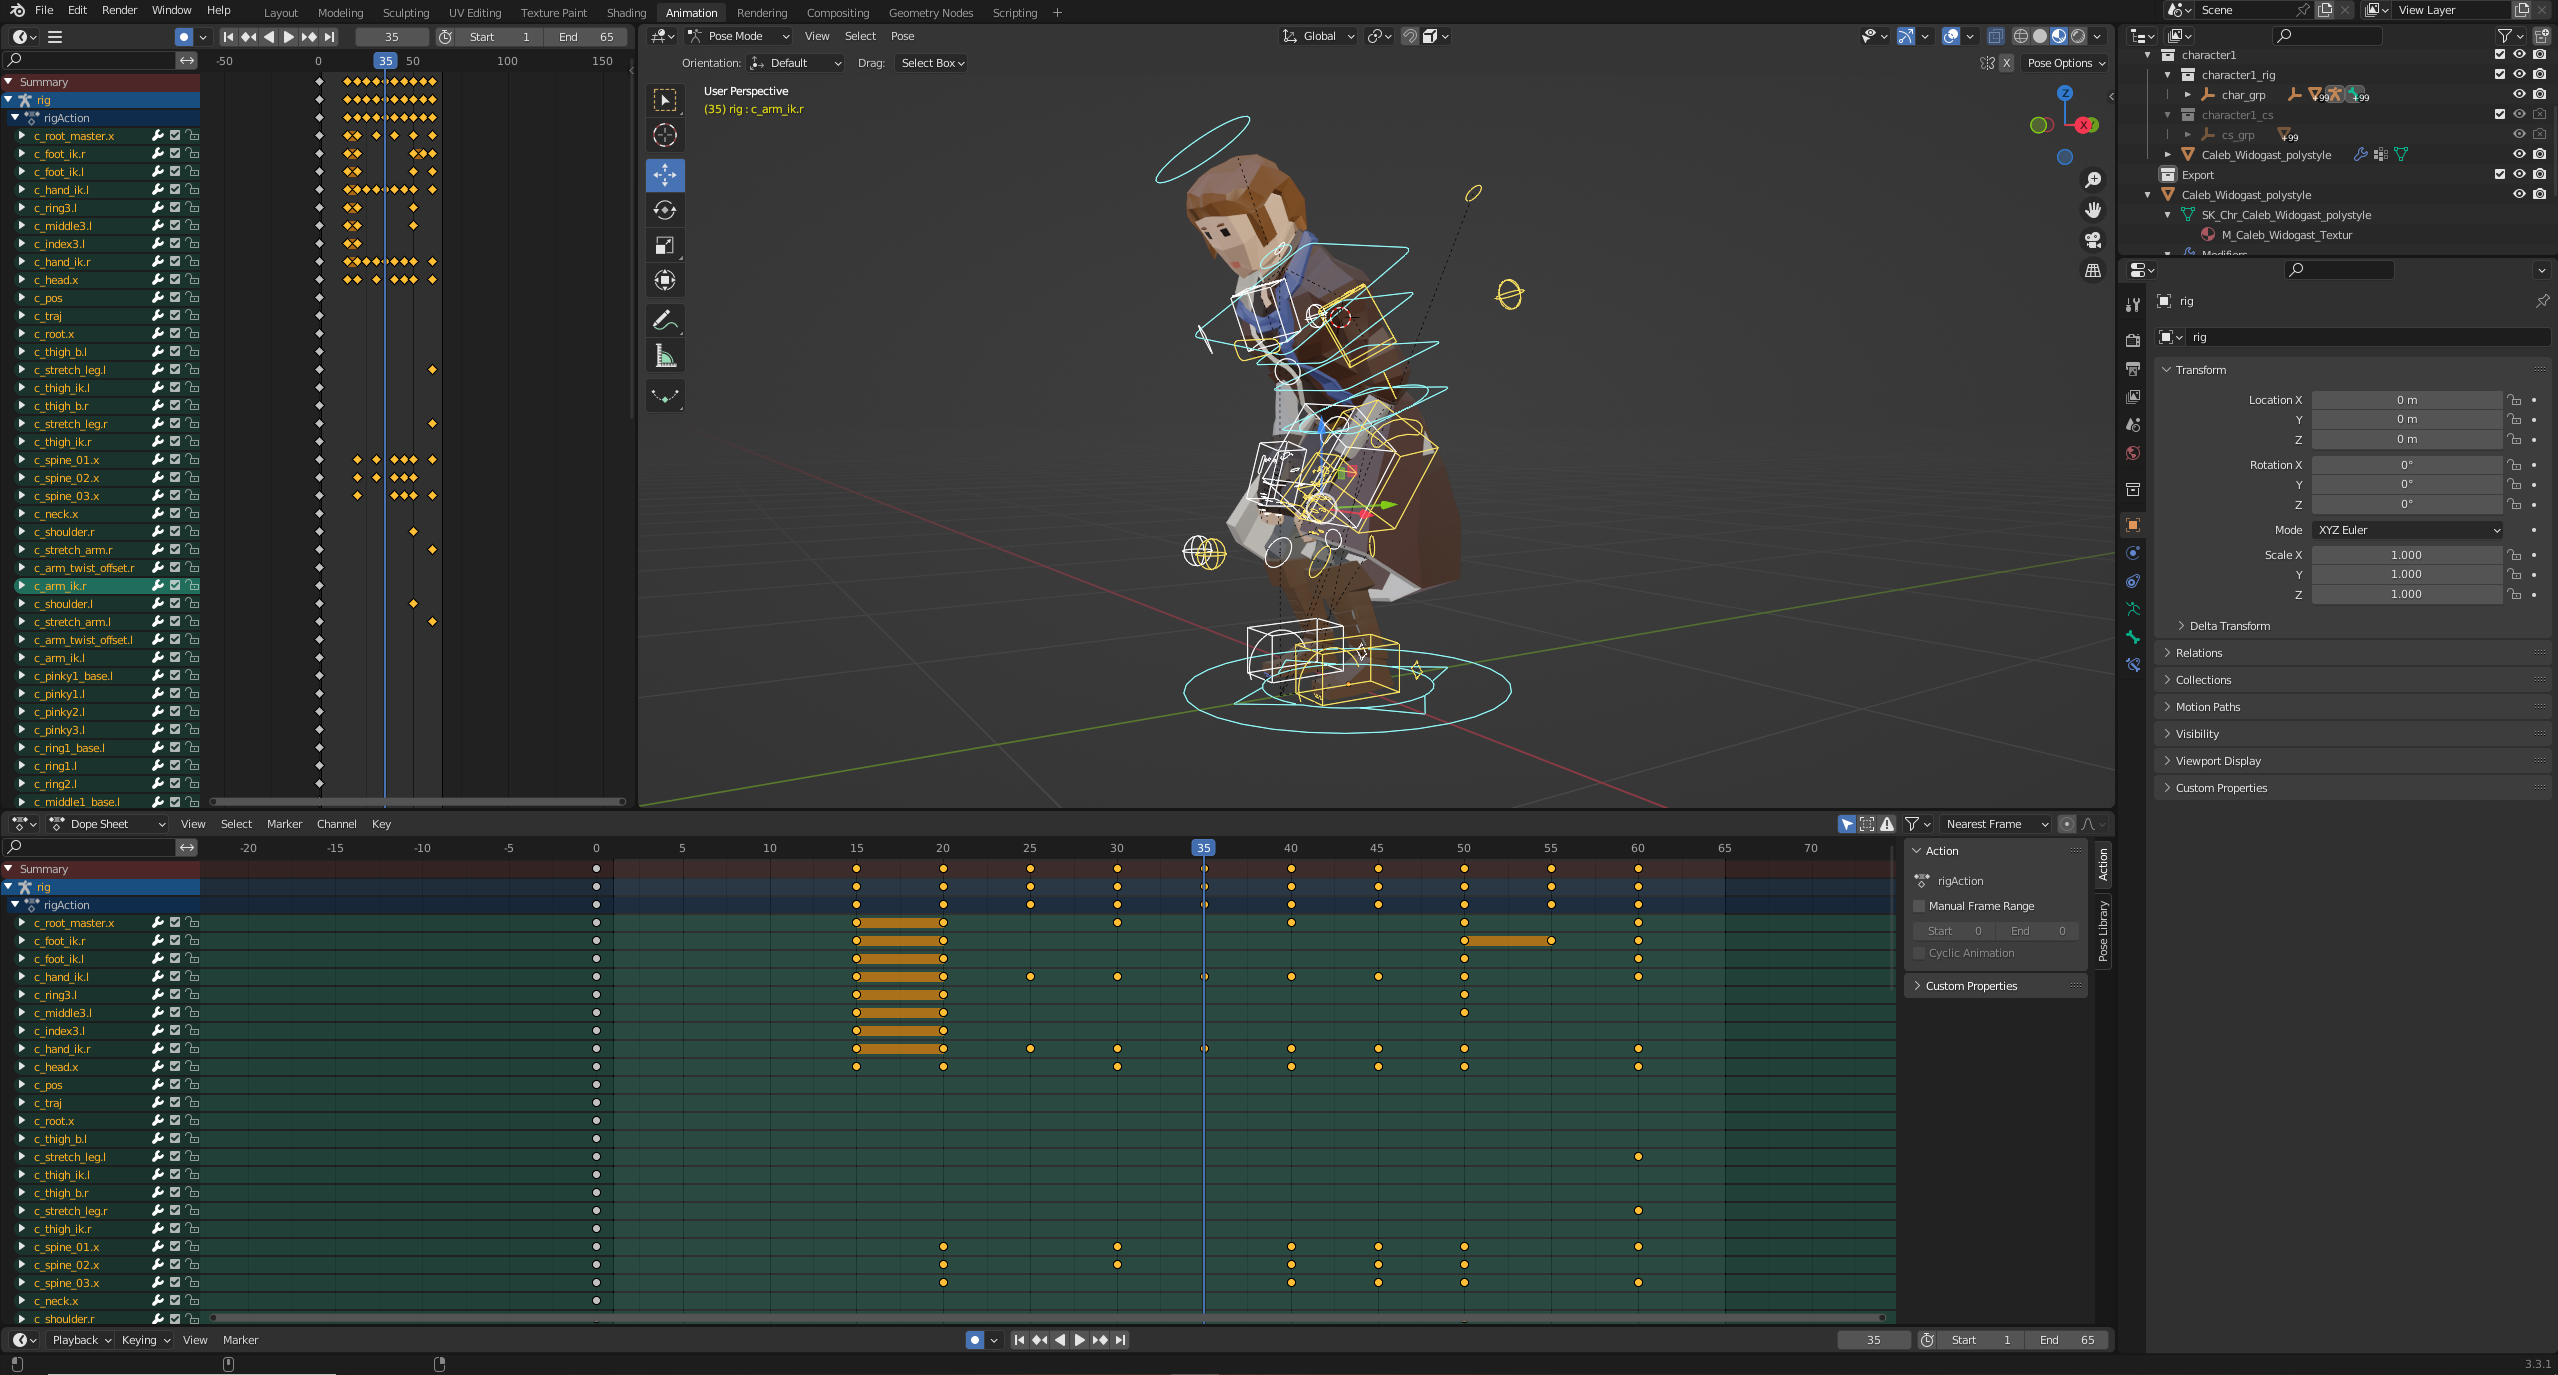 File Edit Render Window Help Layout Modeling Sculpting UV Editing Texture Paint Shading Animation Rendering Compositing Geometry Nodes Scripting + Scene View Layer
35 Start 1 End 65
-50 0 35 50 100 150
Summary
rig
rigAction
c_root_master.x
c_foot_ik.r
c_foot_ik.l
c_hand_ik.l
c_ring3.l
c_middle3.l
c_index3.l
c_hand_ik.r
c_head.x
c_pos
c_traj
c_root.x
c_thigh_b.l
c_stretch_leg.l
c_thigh_ik.l
c_thigh_b.r
c_stretch_leg.r
c_thigh_ik.r
c_spine_01.x
c_spine_02.x
c_spine_03.x
c_neck.x
c_shoulder.r
c_stretch_arm.r
c_arm_twist_offset.r
c_arm_ik.r
c_shoulder.l
c_stretch_arm.l
c_arm_twist_offset.l
c_arm_ik.l
c_pinky1_base.l
c_pinky1.l
c_pinky2.l
c_pinky3.l
c_ring1_base.l
c_ring1.l
c_ring2.l
c_middle1_base.l
Pose Mode View Select Pose Global
Orientation: Default Drag: Select Box X Pose Options
User Perspective
(35) rig : c_arm_ik.r
Z
X Y
character1
character1_rig
char_grp +99 +99
character1_cs
cs_grp +99
Caleb_Widogast_polystyle
Export
Caleb_Widogast_polystyle
SK_Chr_Caleb_Widogast_polystyle
M_Caleb_Widogast_Textur
Modifiers
rig
rig
Transform
Location X 0 m
Y 0 m
Z 0 m
Rotation X 0°
Y 0°
Z 0°
Mode XYZ Euler
Scale X 1.000
Y 1.000
Z 1.000
Delta Transform
Relations
Collections
Motion Paths
Visibility
Viewport Display
Custom Properties
Dope Sheet View Select Marker Channel Key Nearest Frame
-20 -15 -10 -5 0 5 10 15 20 25 30 35 40 45 50 55 60 65 70
Summary
rig
rigAction
c_root_master.x
c_foot_ik.r
c_foot_ik.l
c_hand_ik.l
c_ring3.l
c_middle3.l
c_index3.l
c_hand_ik.r
c_head.x
c_pos
c_traj
c_root.x
c_thigh_b.l
c_stretch_leg.l
c_thigh_ik.l
c_thigh_b.r
c_stretch_leg.r
c_thigh_ik.r
c_spine_01.x
c_spine_02.x
c_spine_03.x
c_neck.x
c_shoulder.r
Action
rigAction
Manual Frame Range
Start 0 End 0
Cyclic Animation
Custom Properties
Action
Pose Library
Playback Keying View Marker 35 Start 1 End 65
3.3.1